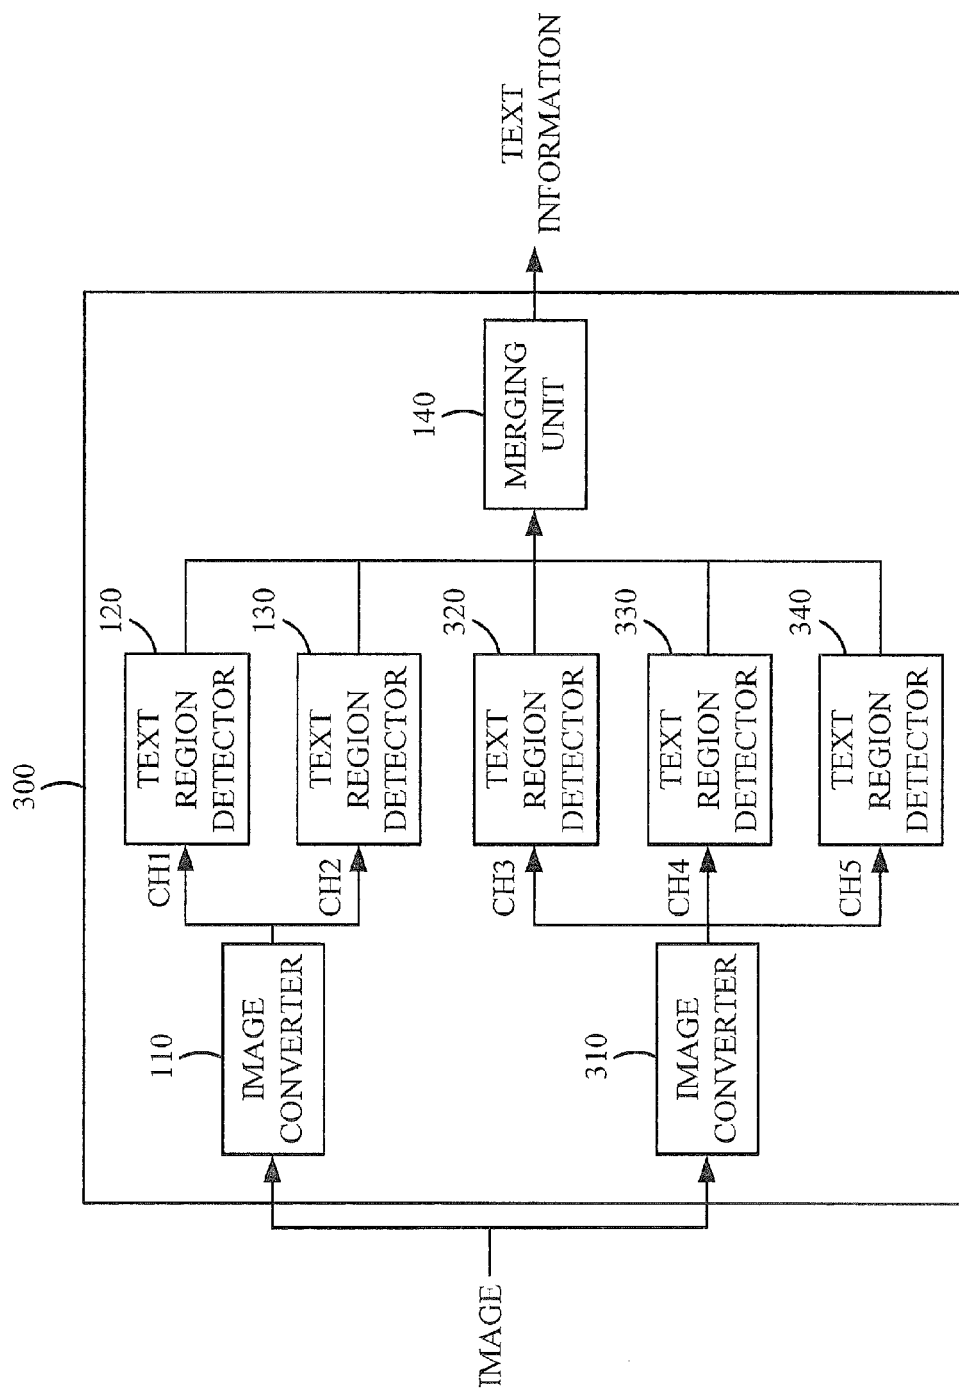 300
IMAGE
110
IMAGE
CONVERTER
310
IMAGE
CONVERTER
CH1
CH2
CH3
CH4
CH5
120
TEXT
REGION
DETECTOR
130
TEXT
REGION
DETECTOR
320
TEXT
REGION
DETECTOR
330
TEXT
REGION
DETECTOR
340
TEXT
REGION
DETECTOR
140
MERGING
UNIT
TEXT
INFORMATION